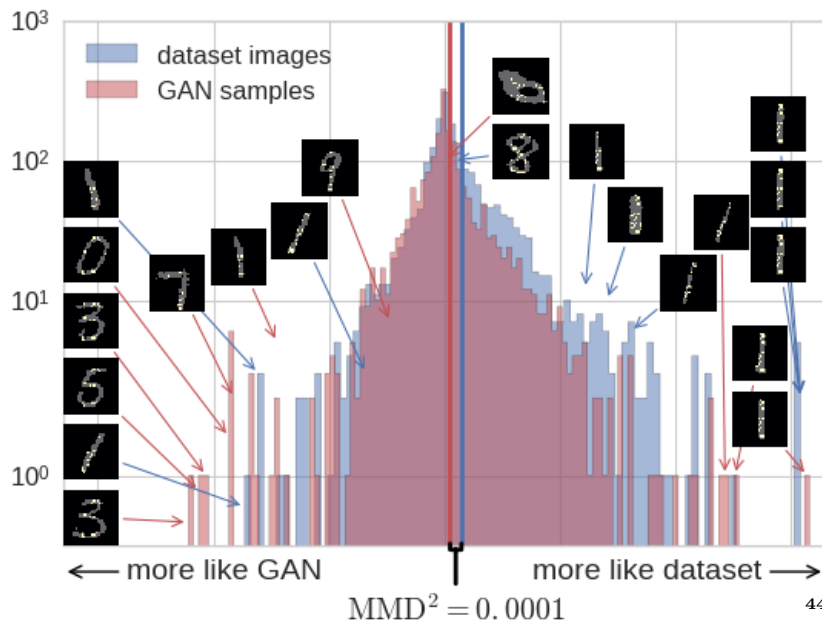 10³
dataset images
GAN samples
10²
10¹
10⁰
← more like GAN
more like dataset →
MMD² = 0.0001
44